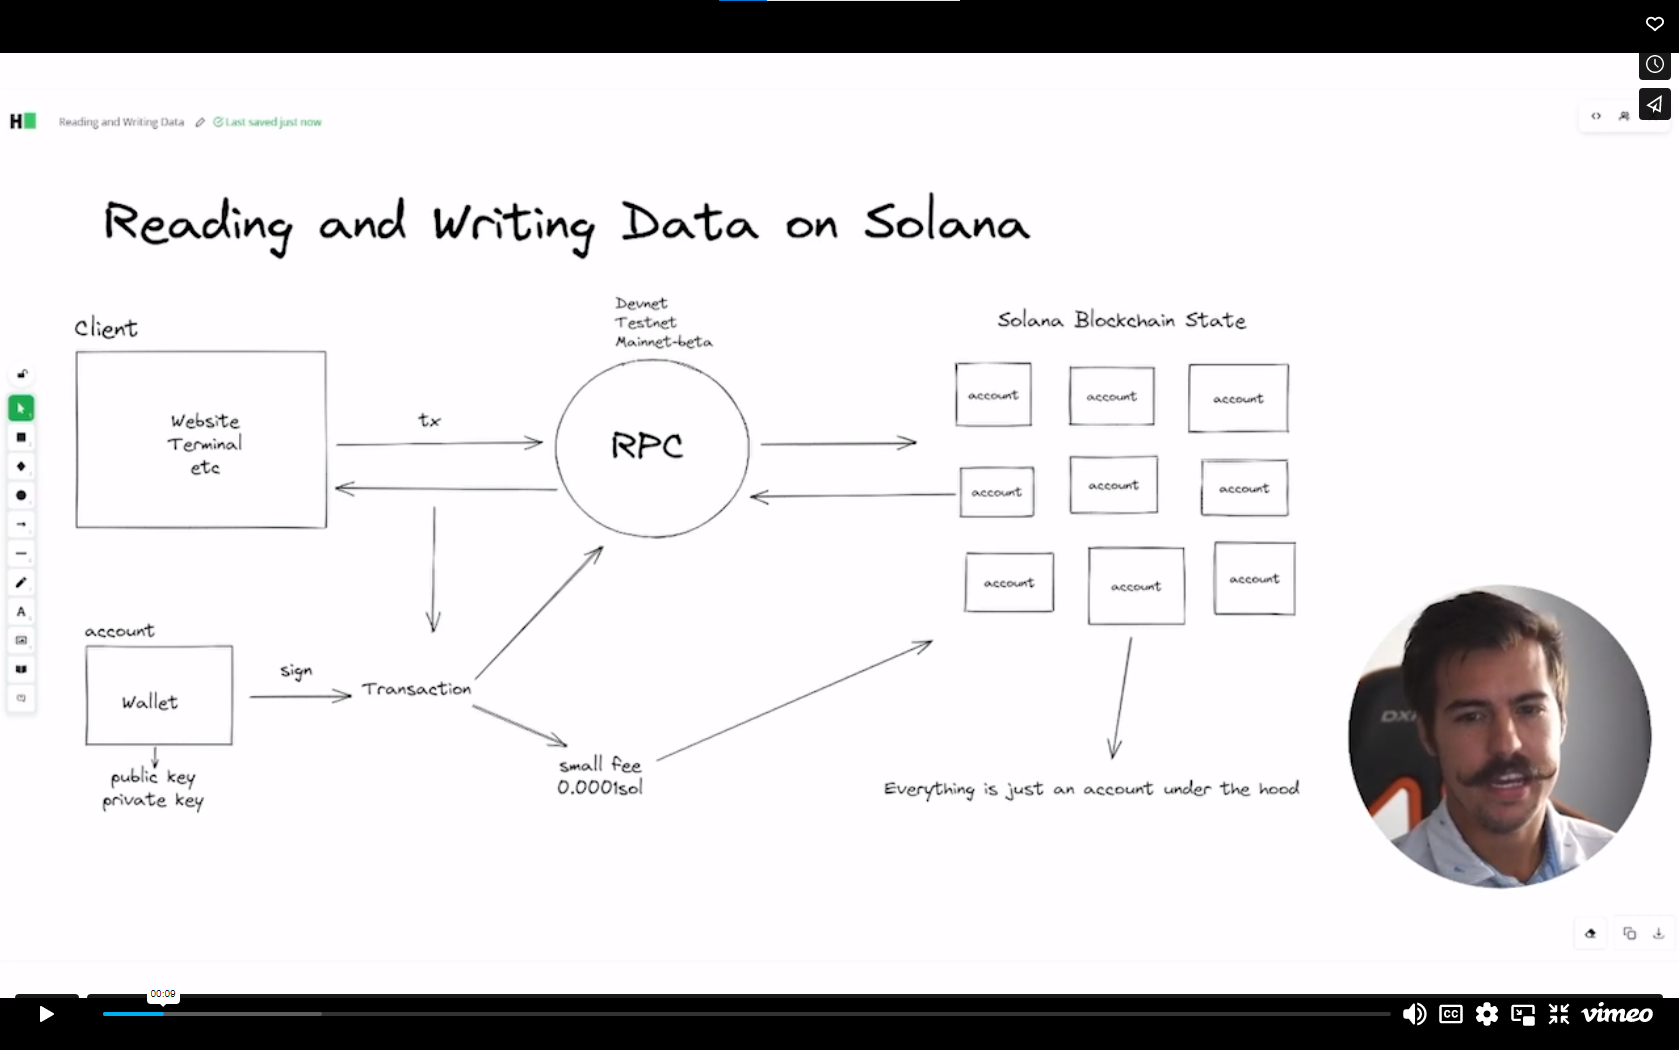 H
Reading and Writing Data
Last saved just now
Reading and Writing Data on Solana
Devnet
Testnet
Mainnet-beta
Client
Solana Blockchain State
Website
Terminal
etc
tx
RPC
account
account
account
account
account
account
account
account
account
account
Wallet
sign
Transaction
public key
private key
small fee
0.0001sol
Everything is just an account under the hood
A
00:09
CC
vimeo